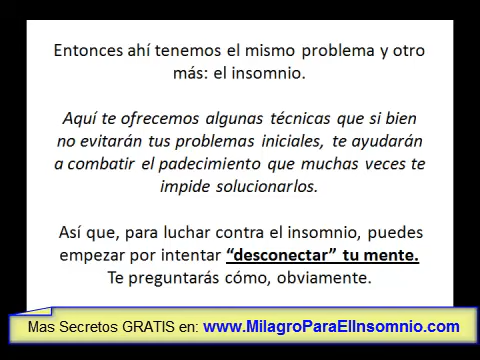 Entonces ahí tenemos el mismo problema y otro
más: el insomnio.
Aquí te ofrecemos algunas técnicas que si bien
no evitarán tus problemas iniciales, te ayudarán
a combatir el padecimiento que muchas veces te
impide solucionarlos.
Así que, para luchar contra el insomnio, puedes
empezar por intentar “desconectar” tu mente.
Te preguntarás cómo, obviamente.
Mas Secretos GRATIS en: www.MilagroParaElInsomnio.com